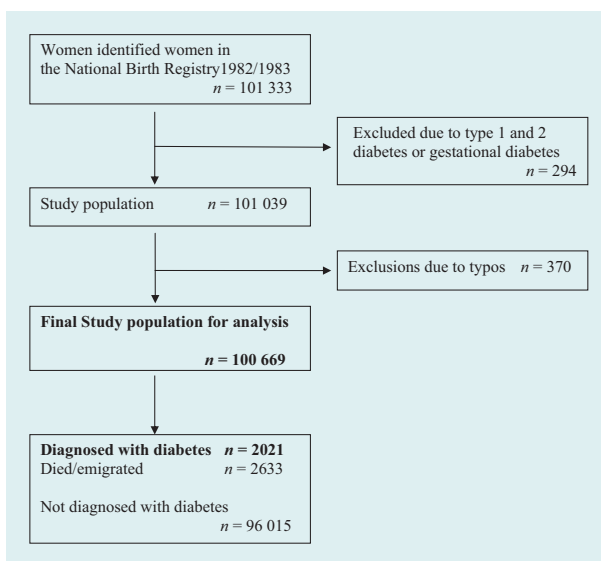 Women identified women in
the National Birth Registry1982/1983
n = 101 333
Excluded due to type 1 and 2
diabetes or gestational diabetes
n = 294
Study population n = 101 039
Exclusions due to typos n = 370
Final Study population for analysis
n = 100 669
Diagnosed with diabetes n = 2021
Died/emigrated n = 2633
Not diagnosed with diabetes
n = 96 015